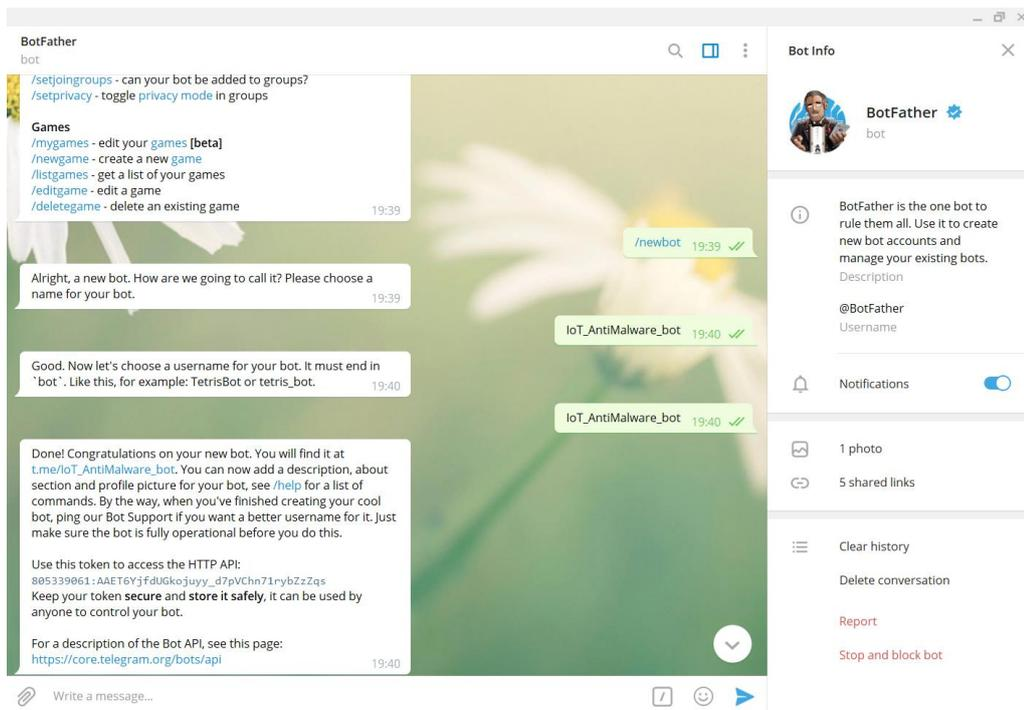 BotFather
bot
/setjoingroups - can your bot be added to groups?
/setprivacy - toggle privacy mode in groups
Games
/mygames - edit your games [beta]
/newgame - create a new game
/listgames - get a list of your games
/editgame - edit a game
/deletegame - delete an existing game
19:39
/newbot 19:39
Alright, a new bot. How are we going to call it? Please choose a
name for your bot.
19:39
IoT_AntiMalware_bot 19:40
Good. Now let's choose a username for your bot. It must end in
`bot`. Like this, for example: TetrisBot or tetris_bot.
19:40
IoT_AntiMalware_bot 19:40
Done! Congratulations on your new bot. You will find it at
t.me/IoT_AntiMalware_bot. You can now add a description, about
section and profile picture for your bot, see /help for a list of
commands. By the way, when you've finished creating your cool
bot, ping our Bot Support if you want a better username for it. Just
make sure the bot is fully operational before you do this.
Use this token to access the HTTP API:
805339061:AAET6YjfdUGkojuyy_d7pVChn71rybZzZqs
Keep your token secure and store it safely, it can be used by
anyone to control your bot.
For a description of the Bot API, see this page:
https://core.telegram.org/bots/api
19:40
Write a message...
Bot Info
BotFather
bot
BotFather is the one bot to
rule them all. Use it to create
new bot accounts and
manage your existing bots.
Description
@BotFather
Username
Notifications
1 photo
5 shared links
Clear history
Delete conversation
Report
Stop and block bot